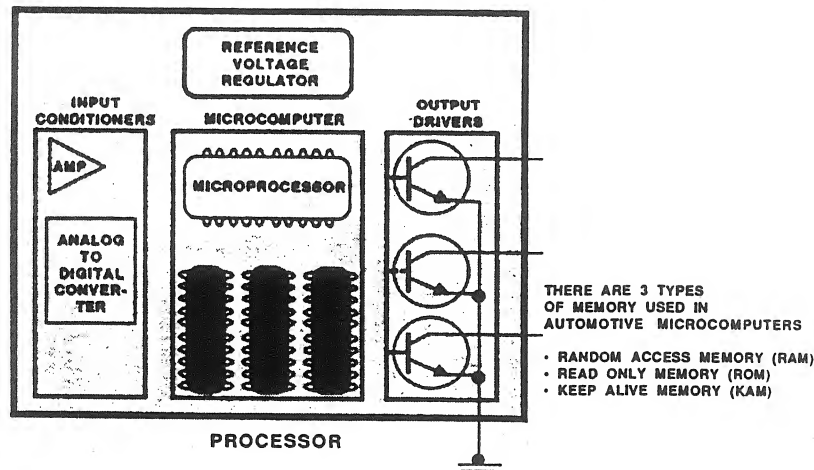 REFERENCE
VOLTAGE
REGULATOR
INPUT
CONDITIONERS
MICROCOMPUTER
OUTPUT
DRIVERS
AMP
MICROPROCESSOR
ANALOG
TO
DIGITAL
CONVER-
TER
THERE ARE 3 TYPES
OF MEMORY USED IN
AUTOMOTIVE MICROCOMPUTERS
• RANDOM ACCESS MEMORY (RAM)
• READ ONLY MEMORY (ROM)
• KEEP ALIVE MEMORY (KAM)
PROCESSOR